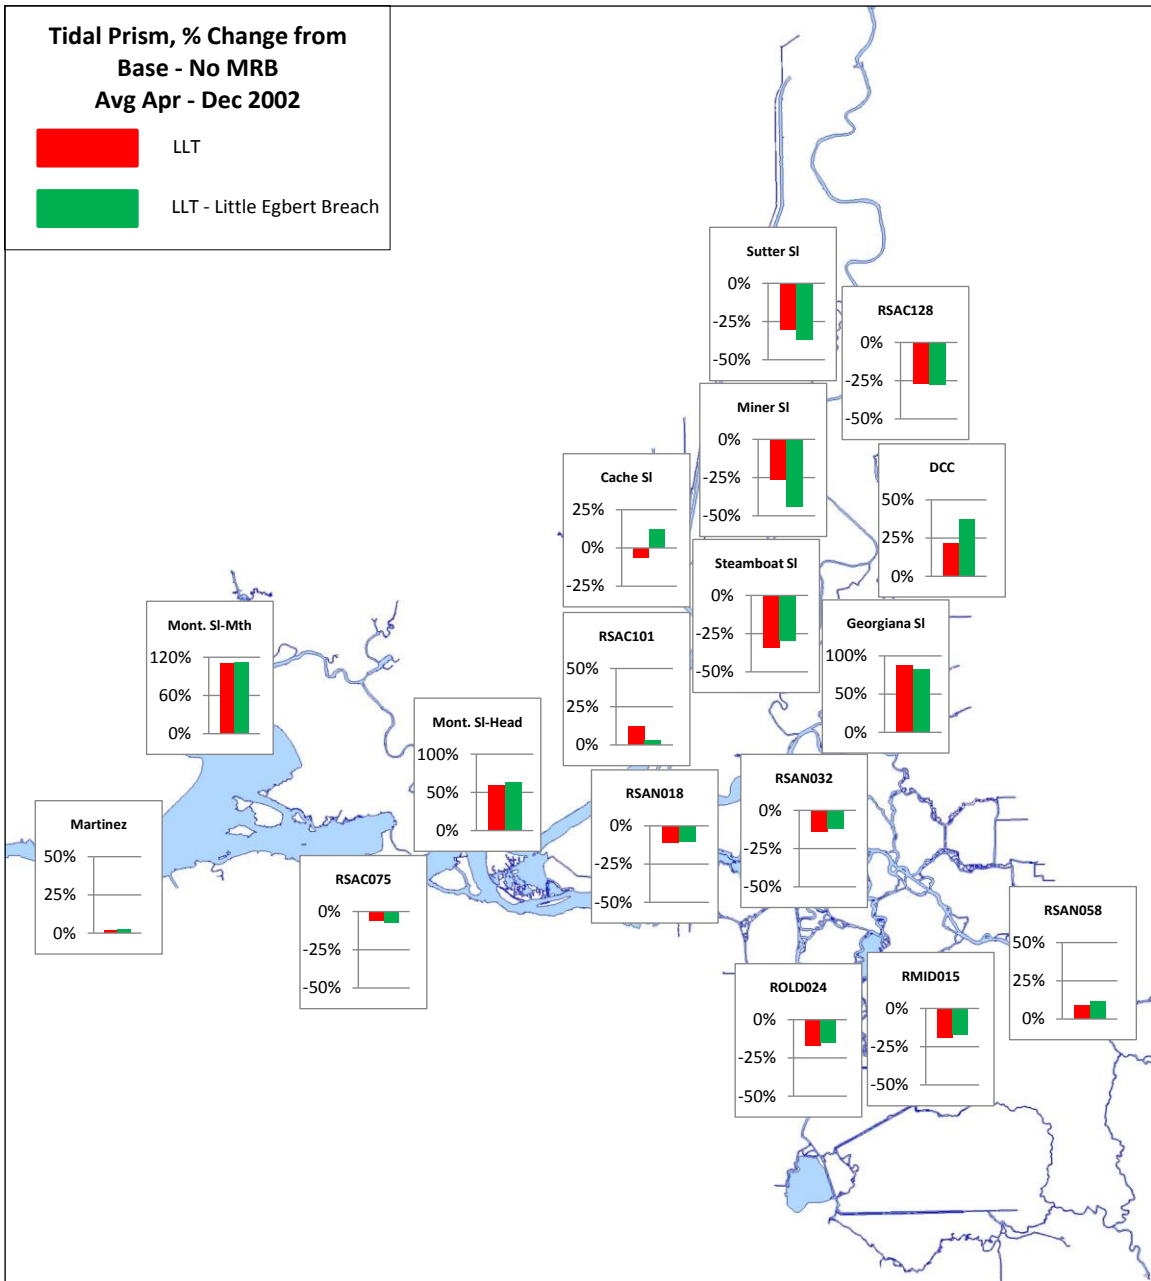 Tidal Prism, % Change from
Base - No MRB
Avg Apr - Dec 2002
LLT
LLT - Little Egbert Breach
Sutter Sl
0%
-25%
-50%
RSAC128
0%
-25%
-50%
Miner Sl
0%
-25%
-50%
DCC
50%
25%
0%
Cache Sl
25%
0%
-25%
Steamboat Sl
0%
-25%
-50%
Georgiana Sl
100%
50%
0%
Mont. Sl-Mth
120%
60%
0%
RSAC101
50%
25%
0%
Mont. Sl-Head
100%
50%
0%
RSAN018
0%
-25%
-50%
RSAN032
0%
-25%
-50%
Martinez
50%
25%
0%
RSAC075
0%
-25%
-50%
RSAN058
50%
25%
0%
ROLD024
0%
-25%
-50%
RMID015
0%
-25%
-50%